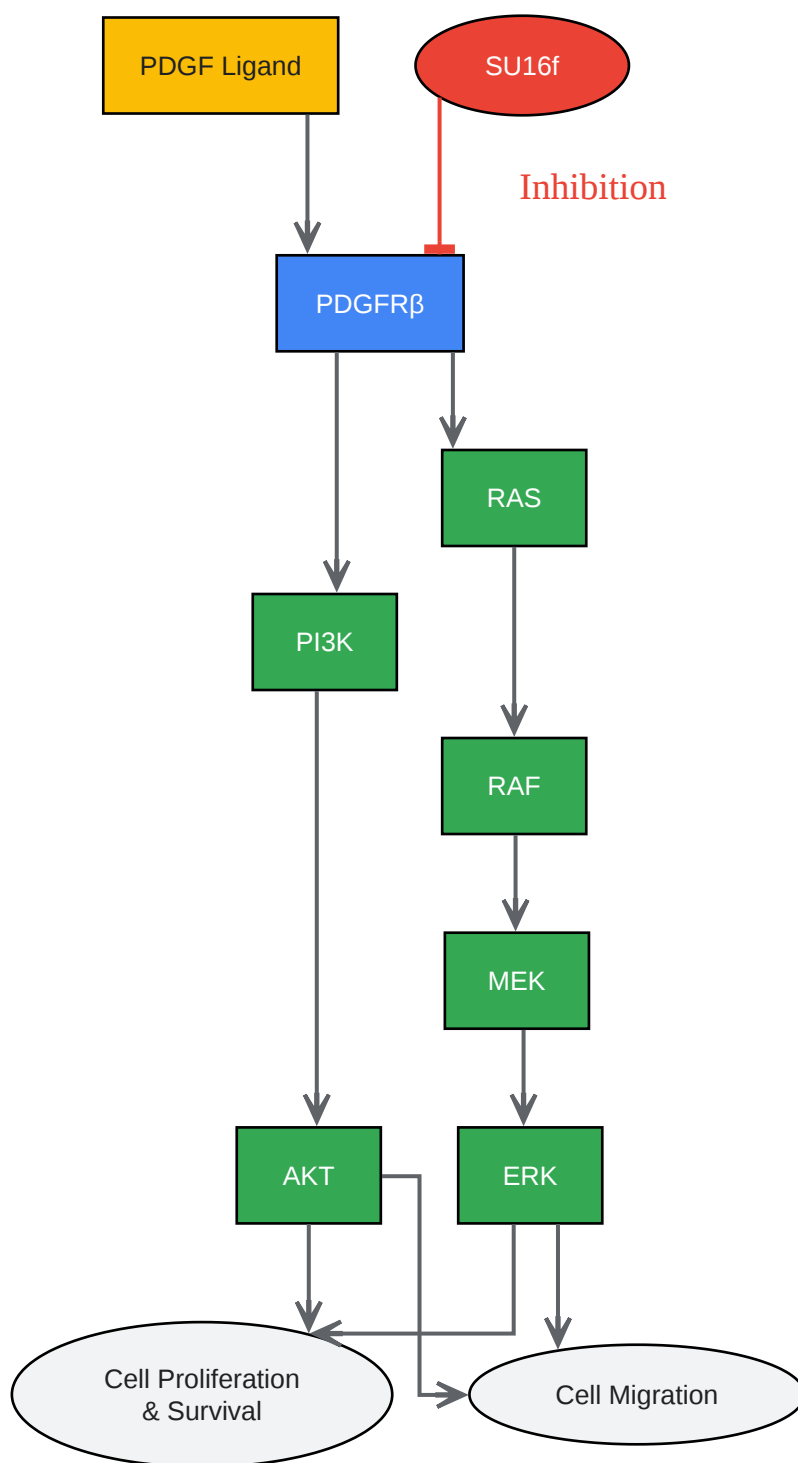 PDGF Ligand
SU16f
Inhibition
PDGFRβ
RAS
PI3K
RAF
MEK
AKT
ERK
Cell Proliferation
& Survival
Cell Migration